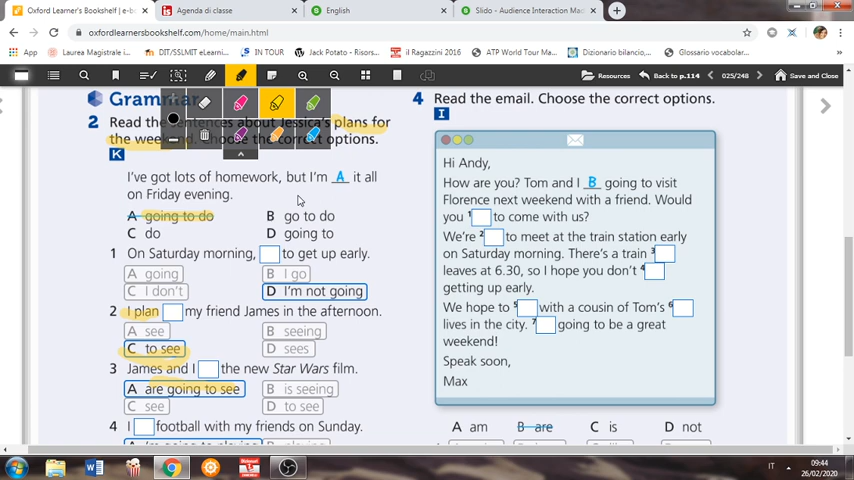 Oxford Learner's Bookshelf | e-b
Agenda di classe
English
Slido - Audience Interaction Mad
oxfordlearnersbookshelf.com/home/main.html
App
Laurea Magistrale i...
DIT/SSLMIT eLearni...
IN TOUR
Jack Potato - Risors...
il Ragazzini 2016
ATP World Tour Ma...
Dizionario bilancio,...
Glossario vocabolar...
Resources
Back to p.114
025/248
Save and Close
Grammar
2 Read the sentences about Jessica's plans for
the weekend. Choose the correct options.
K
I've got lots of homework, but I'm A it all
on Friday evening.
A going to do B go to do
C do D going to
1 On Saturday morning, to get up early.
A going B I go
C I don't D I'm not going
2 I plan my friend James in the afternoon.
A see B seeing
C to see D sees
3 James and I the new Star Wars film.
A are going to see B is seeing
C see D to see
4 I football with my friends on Sunday.
4 Read the email. Choose the correct options.
I
Hi Andy,
How are you? Tom and I B going to visit
Florence next weekend with a friend. Would
you 1 to come with us?
We're 2 to meet at the train station early
on Saturday morning. There's a train 3
leaves at 6.30, so I hope you don't 4
getting up early.
We hope to 5 with a cousin of Tom's 6
lives in the city. 7 going to be a great
weekend!
Speak soon,
Max
A am B are C is D not
IT
09:44
26/02/2020